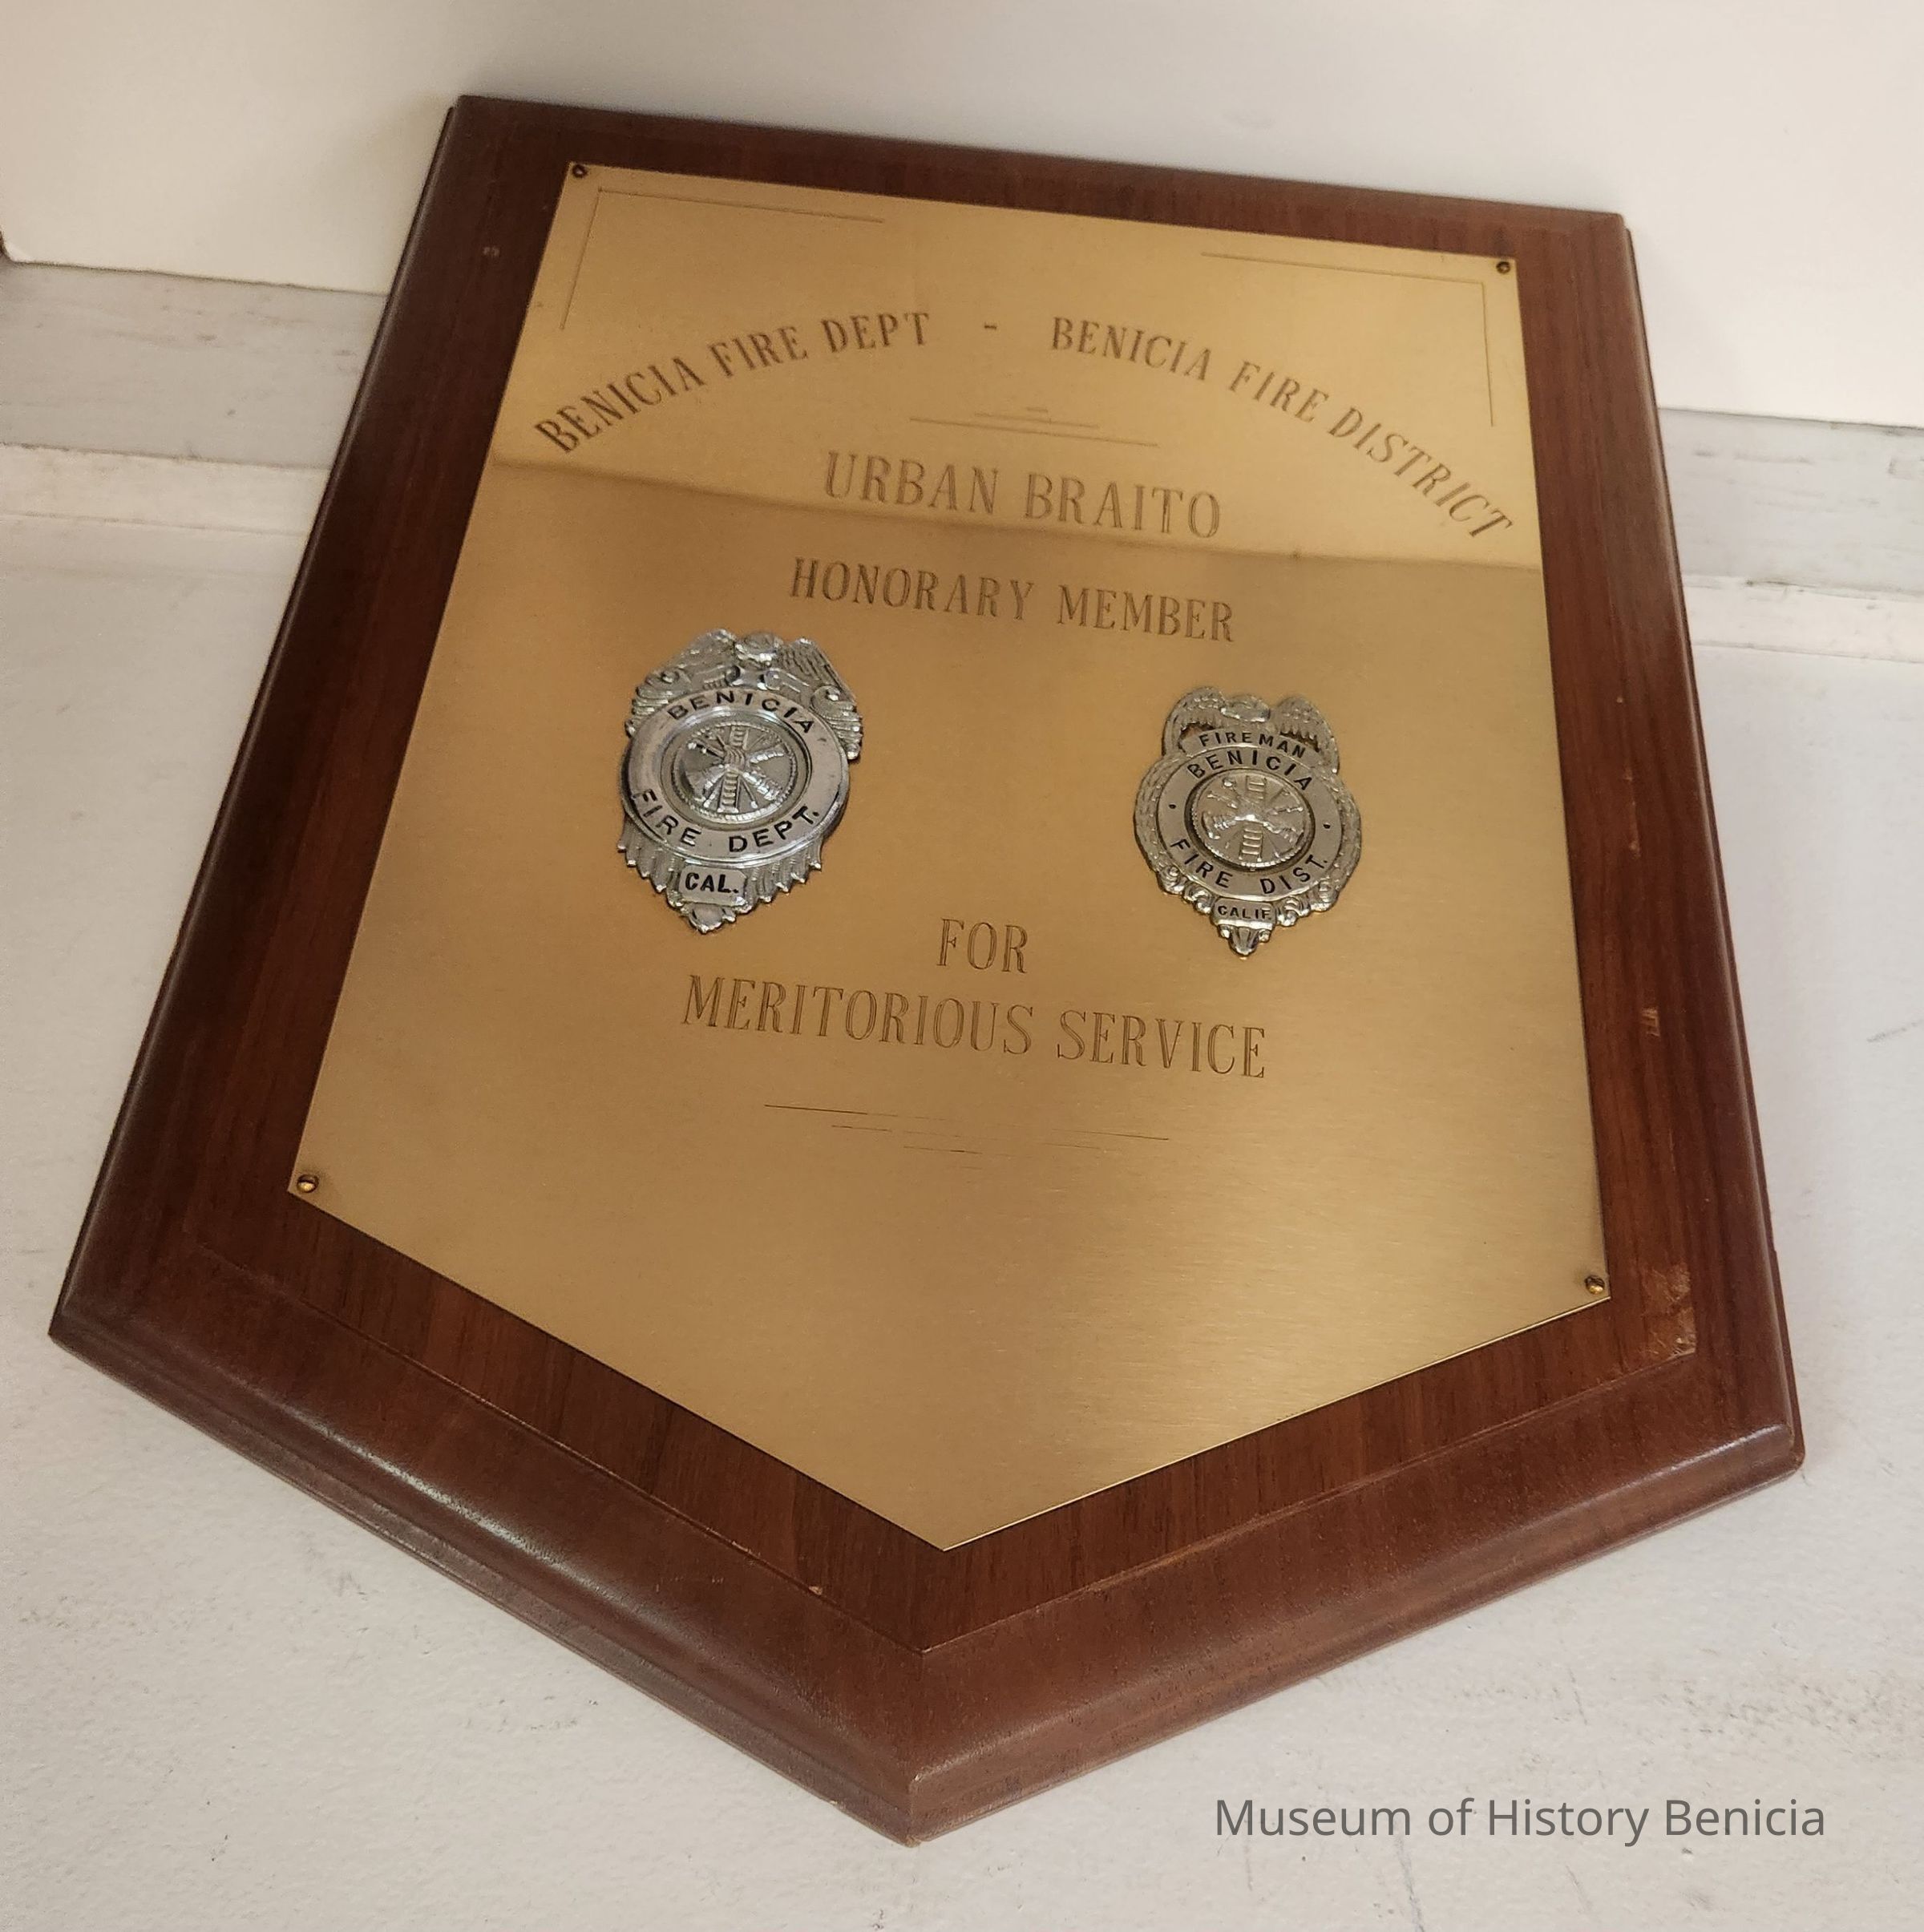 BENICIA FIRE DEPT - BENICIA FIRE DISTRICT
URBAN BRAITO
HONORARY MEMBER
BENICIA
FIRE DEPT.
CAL.
FIREMAN
BENICIA
FIRE DIST.
CALIF.
FOR
MERITORIOUS SERVICE
Museum of History Benicia